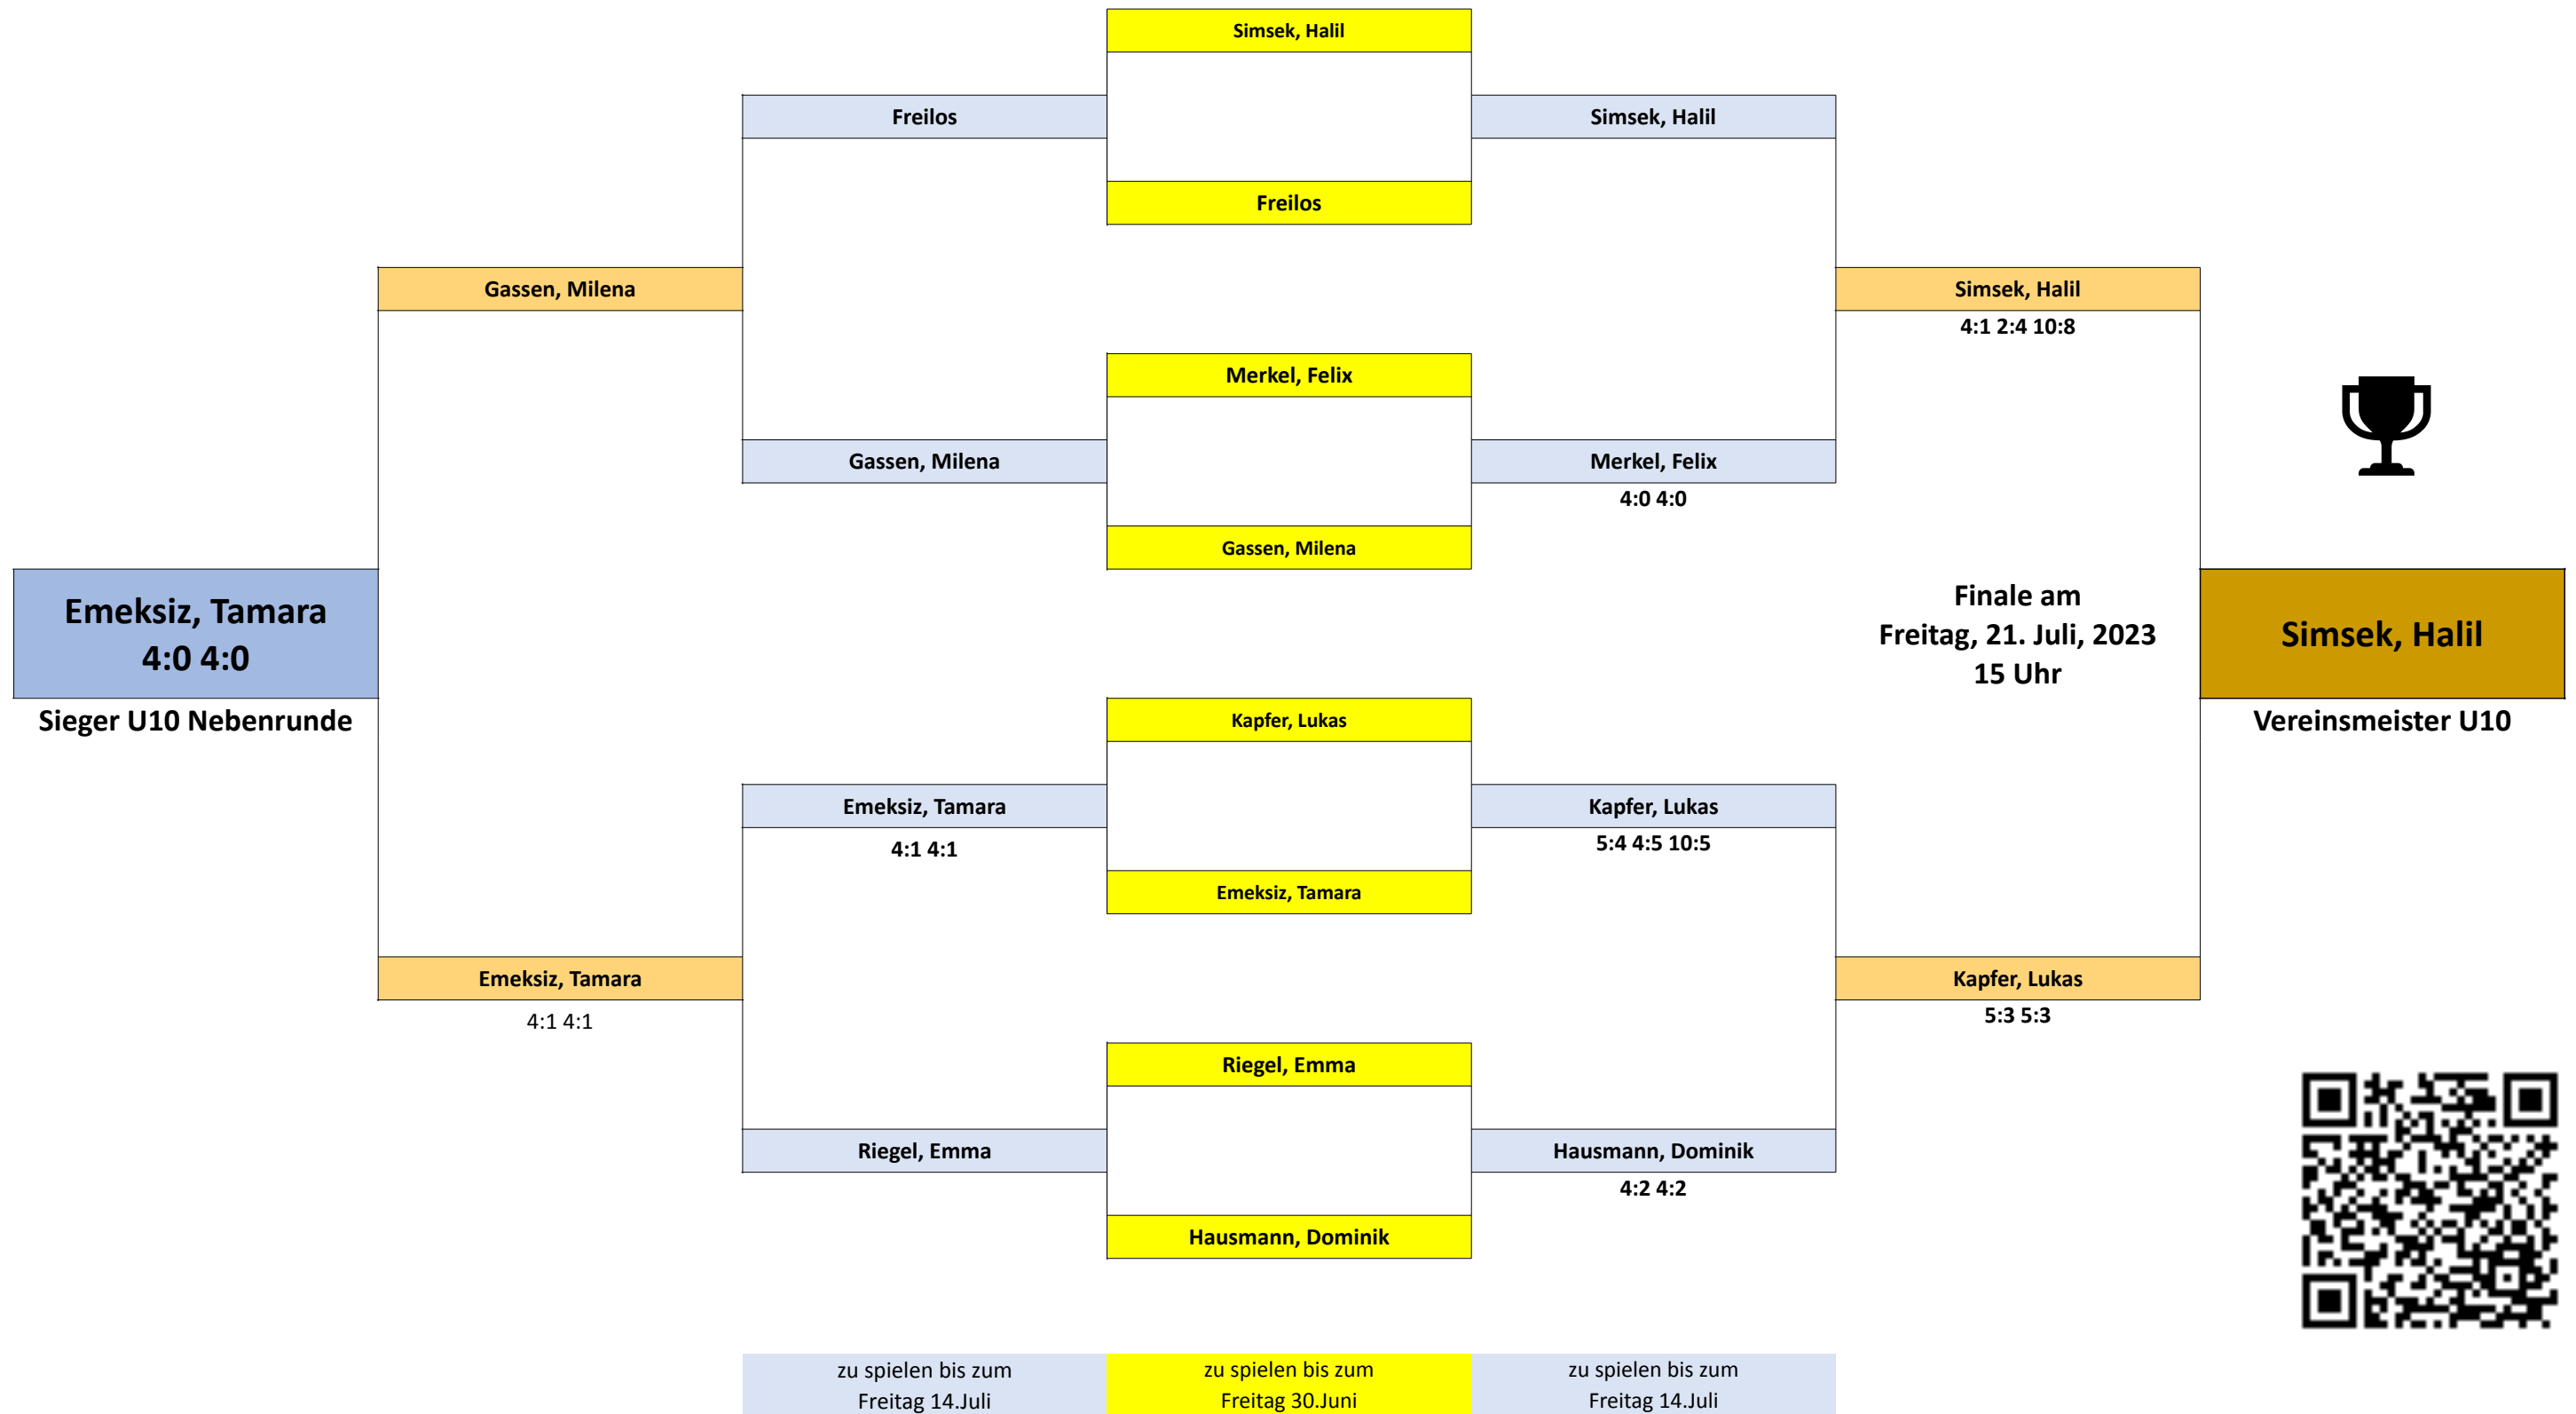 Simsek, Halil
Freilos
Simsek, Halil
Freilos
Gassen, Milena
Simsek, Halil
4:1 2:4 10:8
Merkel, Felix
Gassen, Milena
Merkel, Felix
4:0 4:0
Gassen, Milena
Emeksiz, Tamara
4:0 4:0
Sieger U10 Nebenrunde
Finale am
Freitag, 21. Juli, 2023
15 Uhr
Simsek, Halil
Vereinsmeister U10
Kapfer, Lukas
Emeksiz, Tamara
4:1 4:1
Kapfer, Lukas
5:4 4:5 10:5
Emeksiz, Tamara
Emeksiz, Tamara
4:1 4:1
Kapfer, Lukas
5:3 5:3
Riegel, Emma
Riegel, Emma
Hausmann, Dominik
4:2 4:2
Hausmann, Dominik
zu spielen bis zum
Freitag 14.Juli
zu spielen bis zum
Freitag 30.Juni
zu spielen bis zum
Freitag 14.Juli